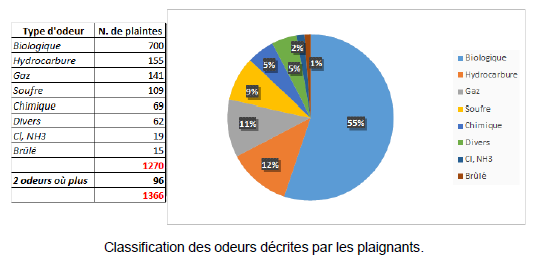 Type d'odeur N. de plaintes
Biologique 700
Hydrocarbure 155
Gaz 141
Soufre 109
Chimique 69
Divers 62
Cl, NH3 19
Brûlé 15
1270
2 odeurs où plus 96
1366
55%
12%
11%
9%
5%
5%
2%
1%
Biologique
Hydrocarbure
Gaz
Soufre
Chimique
Divers
Cl, NH3
Brûlé
Classification des odeurs décrites par les plaignants.